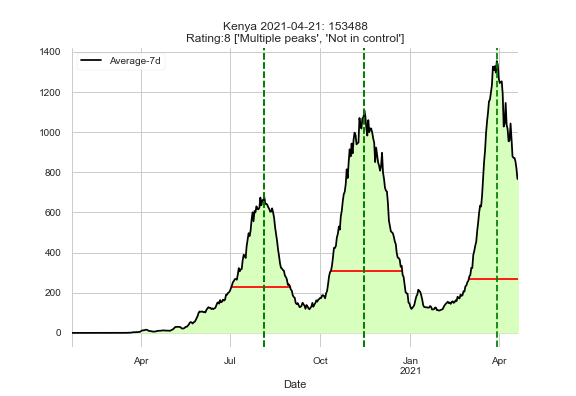 Kenya 2021-04-21: 153488
Rating:8 ['Multiple peaks', 'Not in control']
Average-7d
1400
1200
1000
800
600
400
200
0
Apr Jul Oct Jan Apr
2021
Date